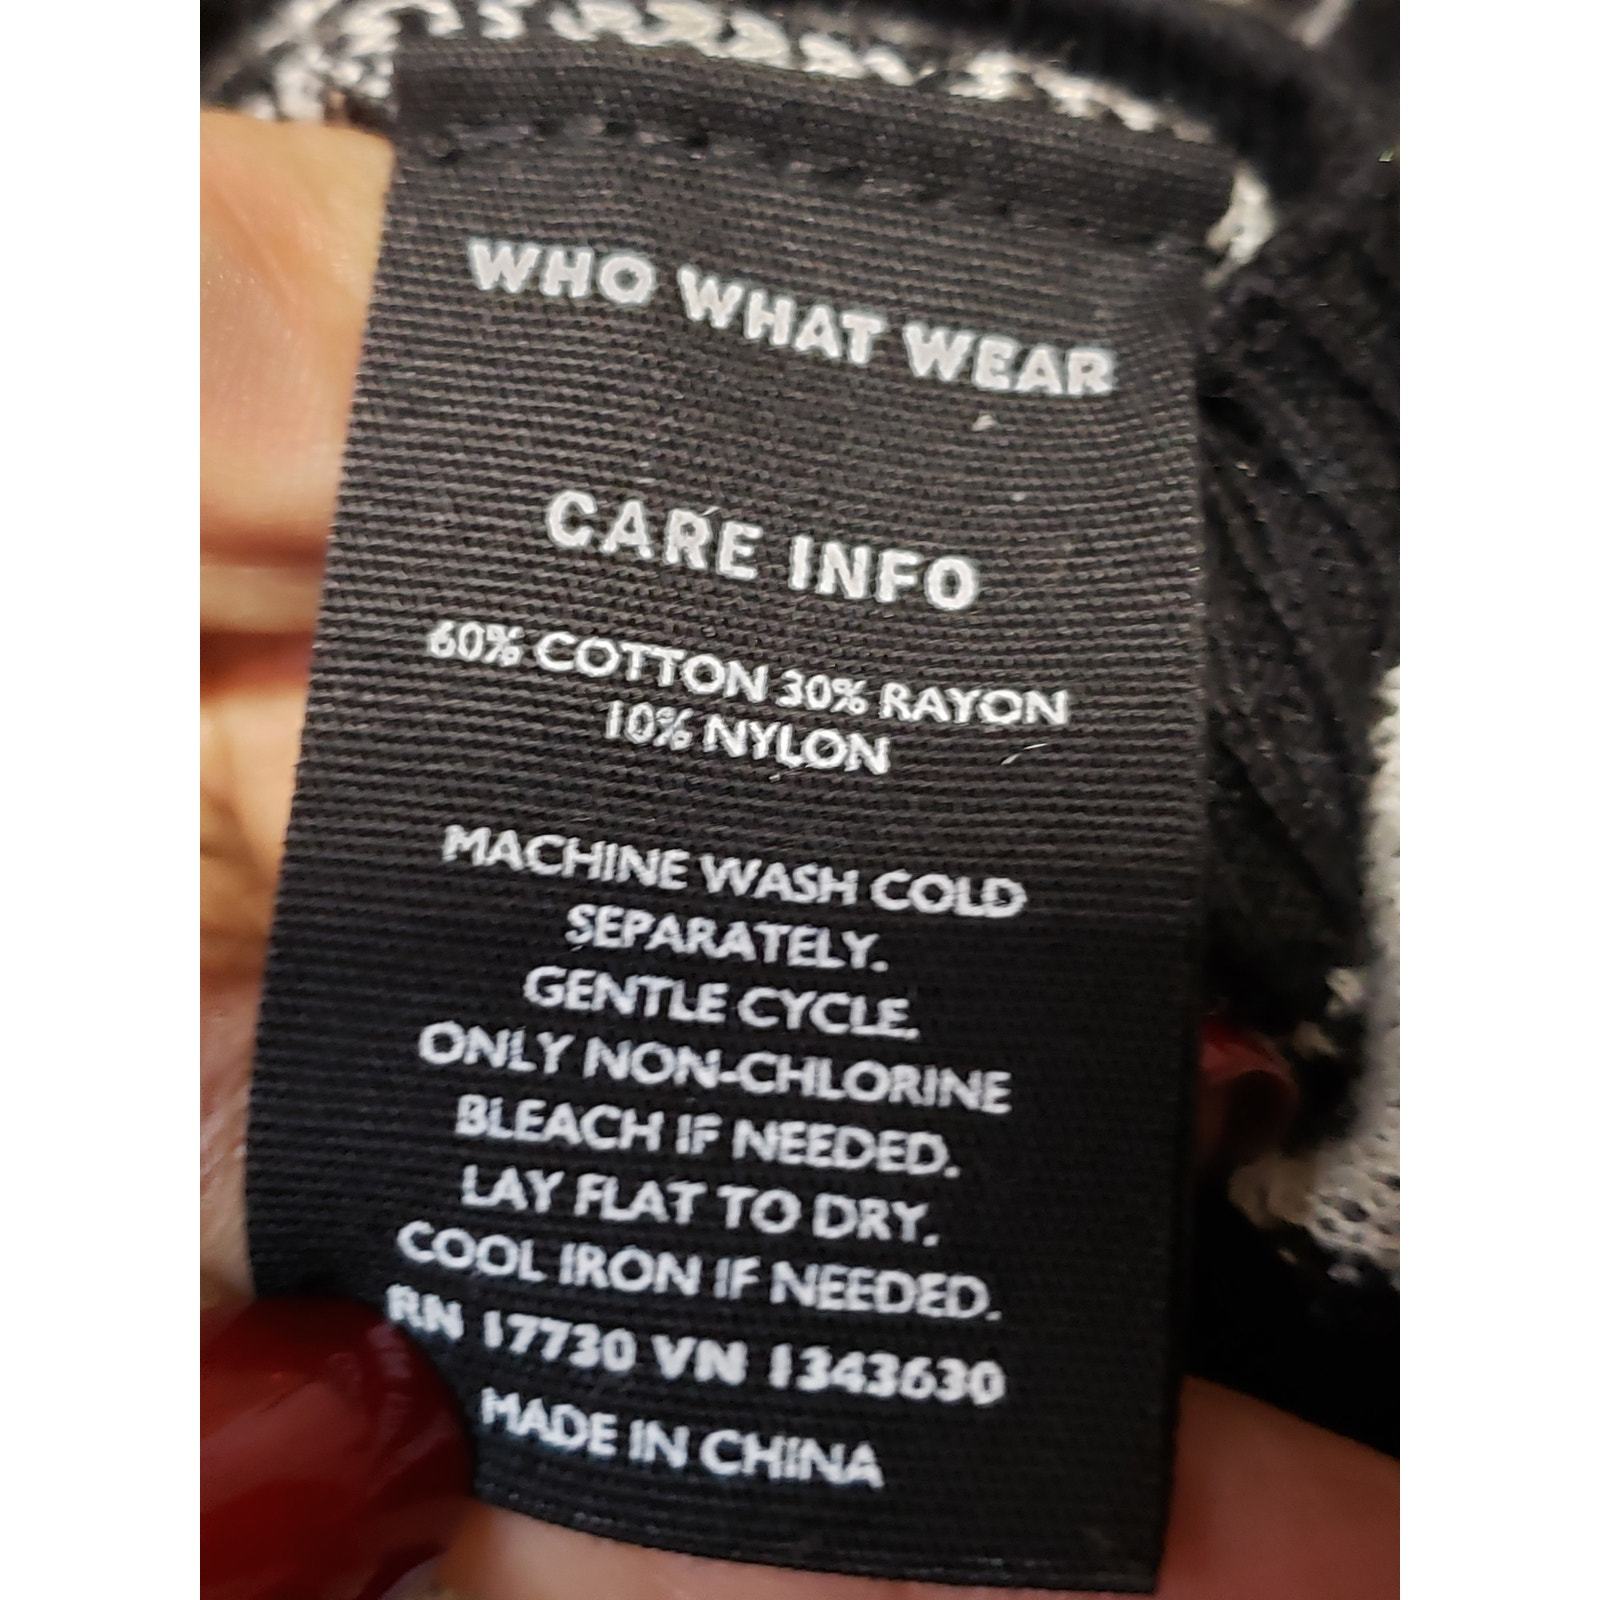 WHO WHAT WEAR
CARE INFO
60% COTTON 30% RAYON
10% NYLON
MACHINE WASH COLD
SEPARATELY.
GENTLE CYCLE.
ONLY NON-CHLORINE
BLEACH IF NEEDED.
LAY FLAT TO DRY.
COOL IRON IF NEEDED.
RN 17730 VN 1343630
MADE IN CHINA